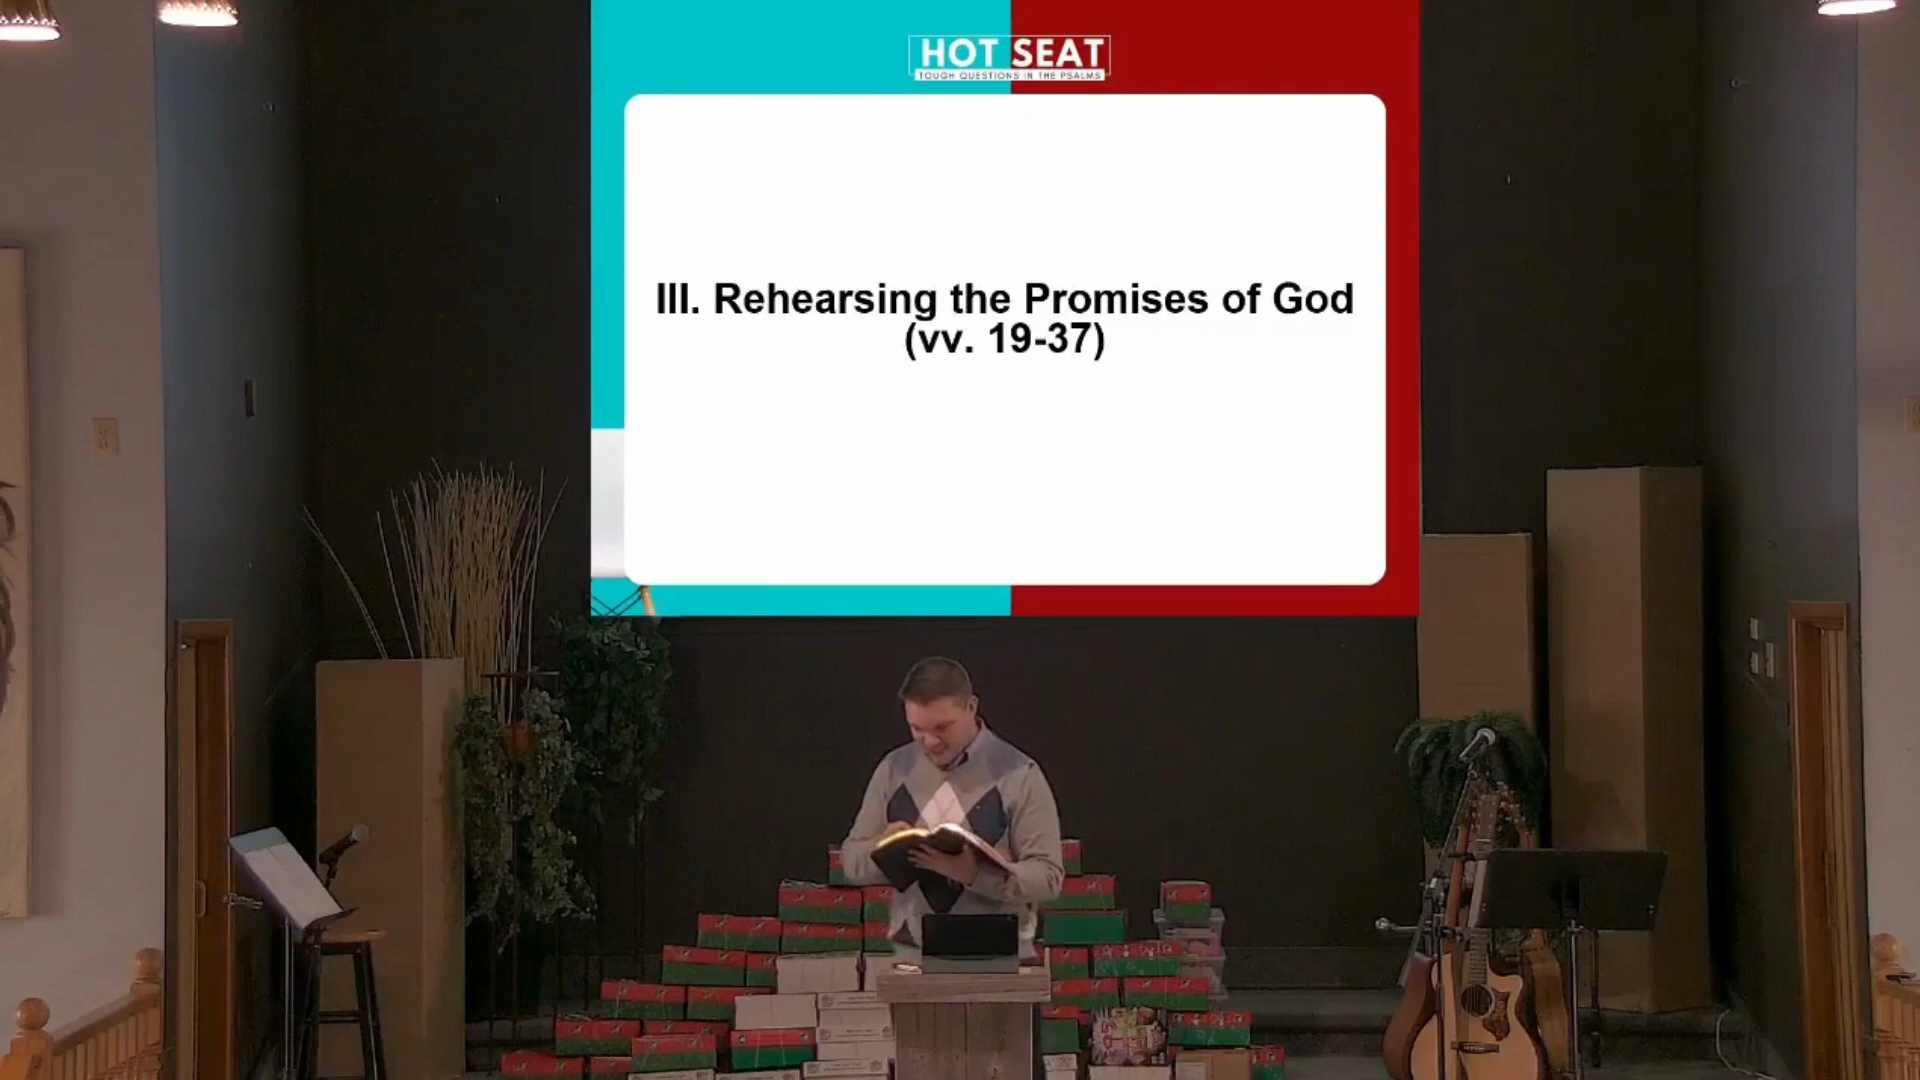 HOT SEAT
TOUGH QUESTIONS IN THE PSALMS
III. Rehearsing the Promises of God
(vv. 19-37)